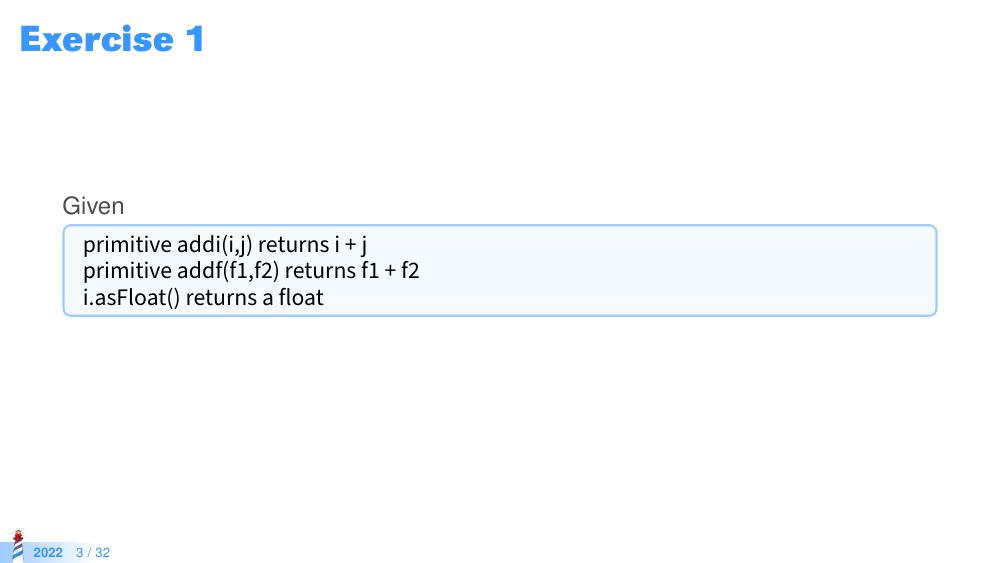 Exercise 1
Given
primitive addi(i,j) returns i + j
primitive addf(f1,f2) returns f1 + f2
i.asFloat() returns a float
2022 3 / 32